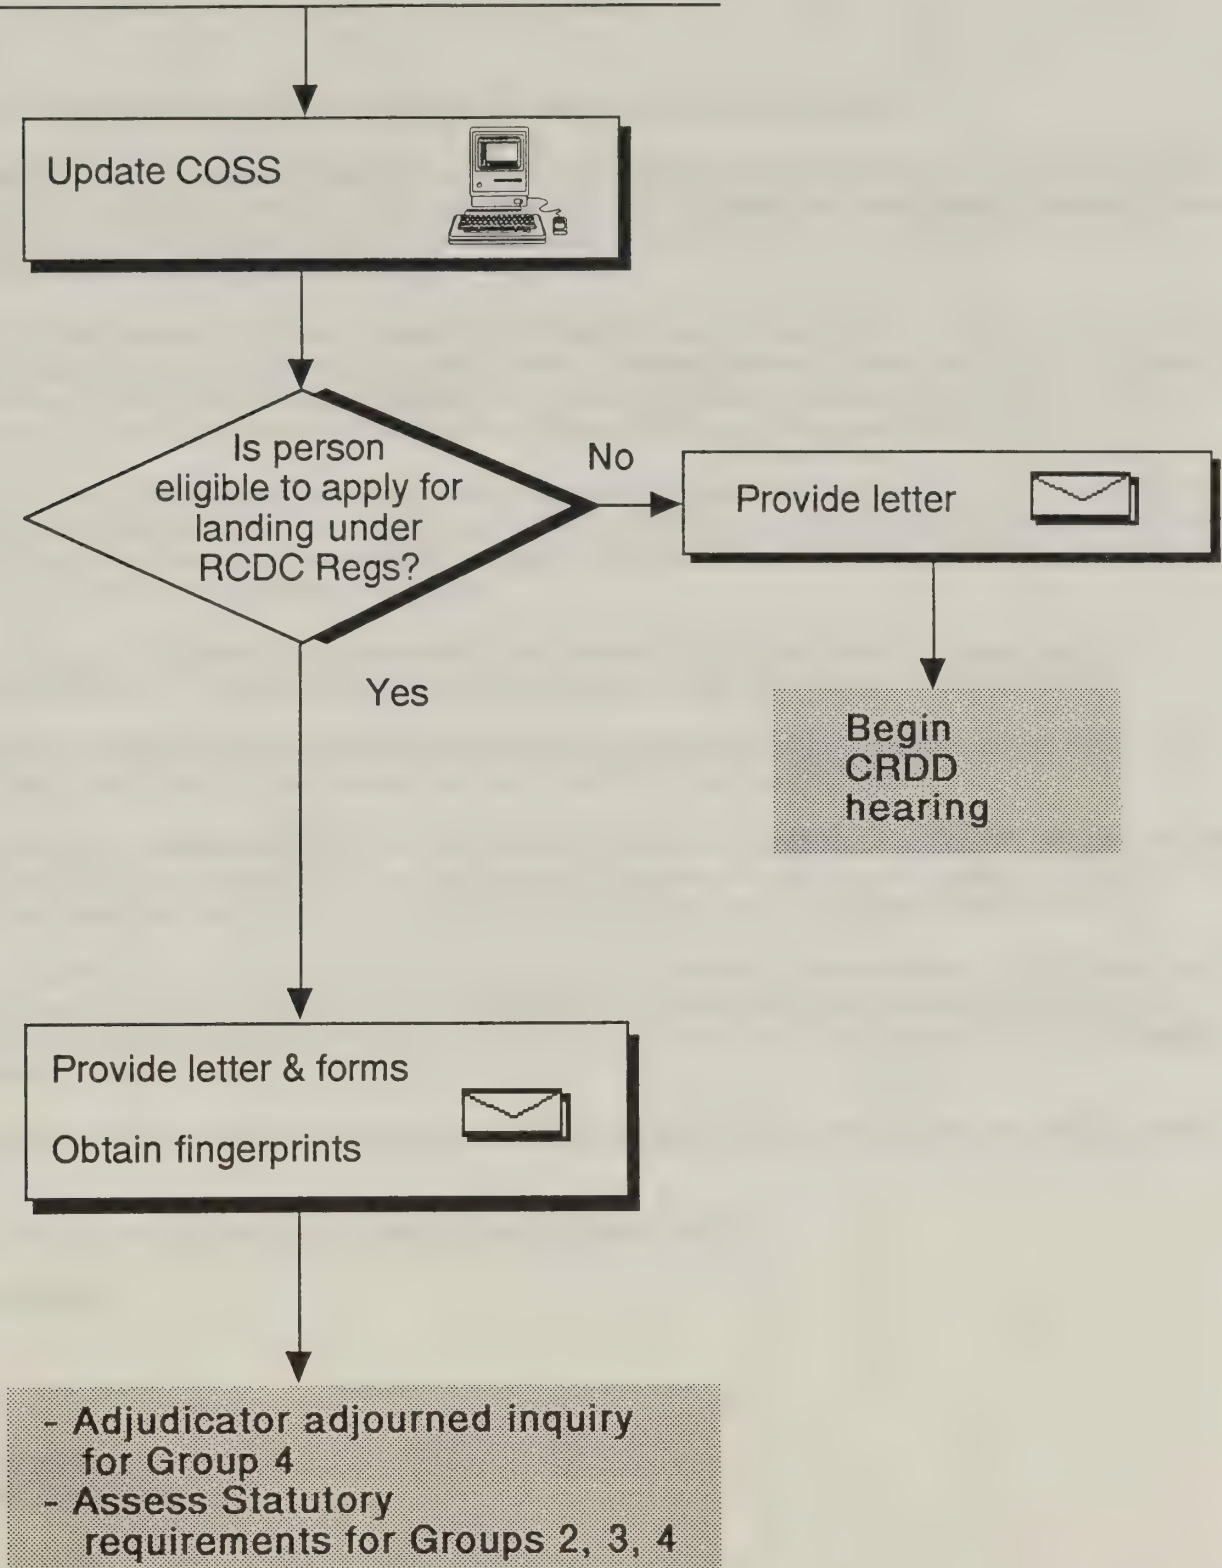 Update COSS
Is person
eligible to apply for
landing under
RCDC Regs?
No
Provide letter
Yes
Begin
CRDD
hearing
Provide letter & forms
Obtain fingerprints
- Adjudicator adjourned inquiry
for Group 4
- Assess Statutory
requirements for Groups 2, 3, 4